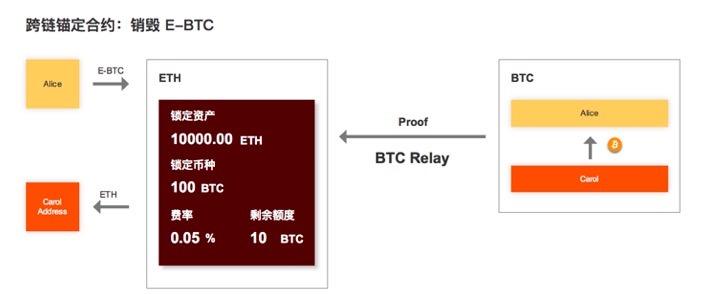 跨链锚定合约：销毁 E-BTC
Alice
E-BTC
ETH
锁定资产
10000.00 ETH
锁定币种
100 BTC
费率 剩余额度
0.05 % 10 BTC
Carol
Address
ETH
Proof
BTC Relay
BTC
Alice
Carol